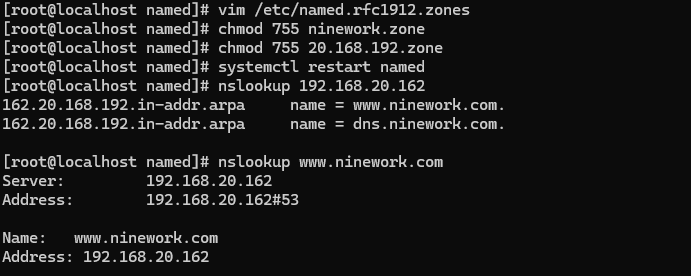 [root@localhost named]# vim /etc/named.rfc1912.zones
[root@localhost named]# chmod 755 ninework.zone
[root@localhost named]# chmod 755 20.168.192.zone
[root@localhost named]# systemctl restart named
[root@localhost named]# nslookup 192.168.20.162
162.20.168.192.in-addr.arpa     name = www.ninework.com.
162.20.168.192.in-addr.arpa     name = dns.ninework.com.

[root@localhost named]# nslookup www.ninework.com
Server:         192.168.20.162
Address:        192.168.20.162#53

Name:   www.ninework.com
Address: 192.168.20.162